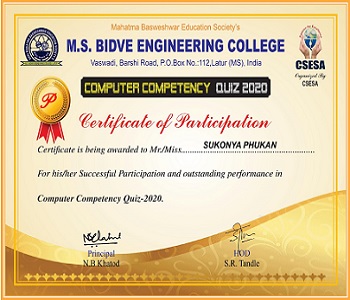 Mahatma Basweshwar Education Society's
M.S. BIDVE ENGINEERING COLLEGE
Vaswadi, Barshi Road, P.O.Box No.:112,Latur (MS), India
CSESA
Organized By
CSESA
COMPUTER COMPETENCY QUIZ 2020
P
Certificate of Participation
Certificate is being awarded to Mr/Miss. SUKONYA PHUKAN
For his/her Successful Participation and outstanding performance in
Computer Competency Quiz-2020.
Principal
N.B Khatod
HOD
S.R. Tandle